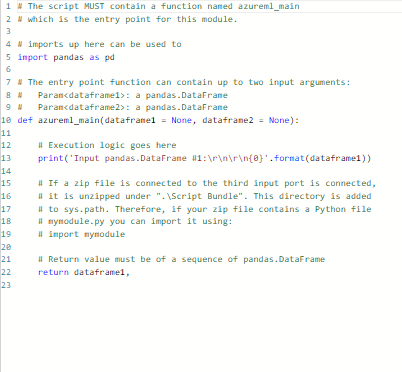 1 # The script MUST contain a function named azureml_main
2 # which is the entry point for this module.
3
4 # imports up here can be used to
5 import pandas as pd
6
7 # The entry point function can contain up to two input arguments:
8 #   Param<dataframe1>: a pandas.DataFrame
9 #   Param<dataframe2>: a pandas.DataFrame
10 def azureml_main(dataframe1 = None, dataframe2 = None):
11
12     # Execution logic goes here
13     print('Input pandas.DataFrame #1:\r\n\r\n{0}'.format(dataframe1))
14
15     # If a zip file is connected to the third input port is connected,
16     # it is unzipped under ".\Script Bundle". This directory is added
17     # to sys.path. Therefore, if your zip file contains a Python file
18     # mymodule.py you can import it using:
19     # import mymodule
20
21     # Return value must be of a sequence of pandas.DataFrame
22     return dataframe1,
23